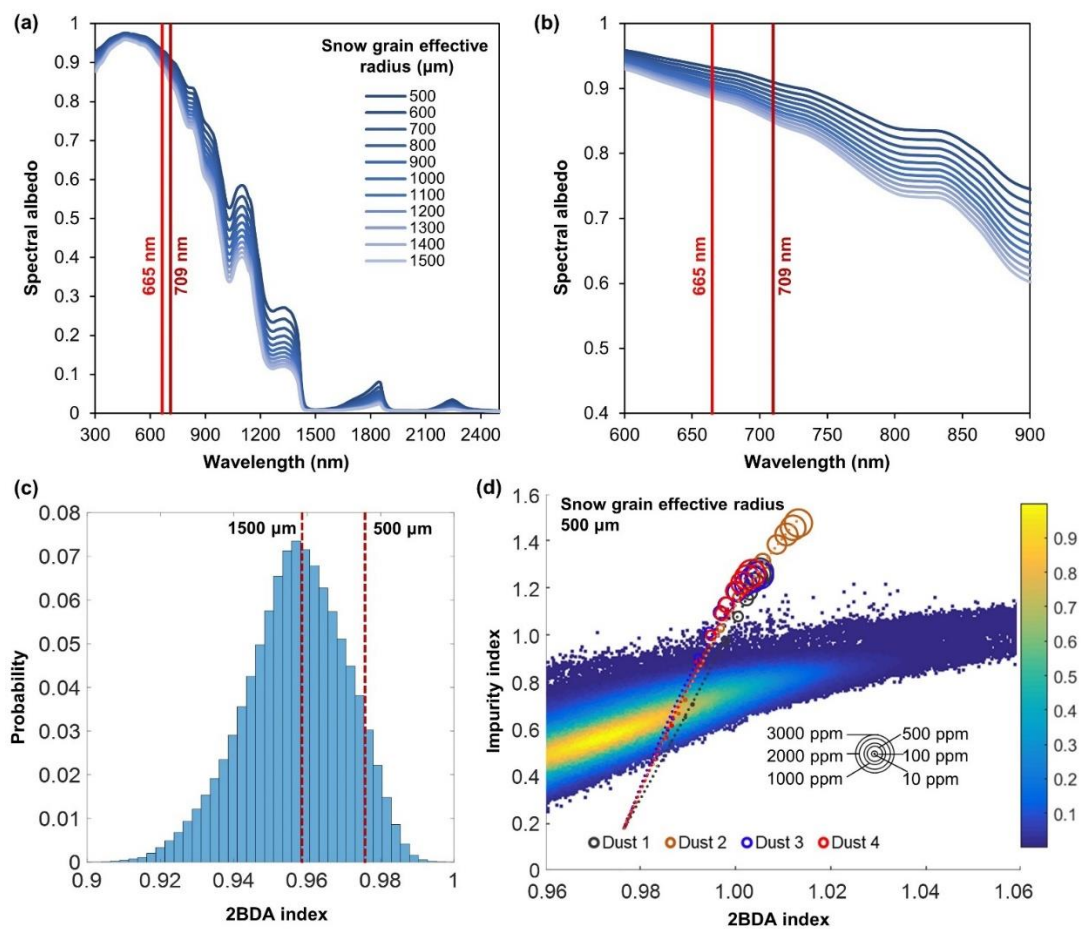 (a)
Spectral albedo
1
0.9
0.8
0.7
0.6
0.5
0.4
0.3
0.2
0.1
0
300 600 900 1200 1500 1800 2100 2400
Wavelength (nm)
665 nm
709 nm
Snow grain effective
radius (µm)
500
600
700
800
900
1000
1100
1200
1300
1400
1500
(b)
Spectral albedo
1
0.9
0.8
0.7
0.6
0.5
0.4
600 650 700 750 800 850 900
Wavelength (nm)
665 nm
709 nm
(c)
Probability
0.08
0.07
0.06
0.05
0.04
0.03
0.02
0.01
0
0.9 0.92 0.94 0.96 0.98 1
2BDA index
1500 µm
500 µm
(d)
Snow grain effective radius
500 µm
Impurity index
1.6
1.4
1.2
1.0
0.8
0.6
0.4
0.2
0
0.96 0.98 1.00 1.02 1.04 1.06
2BDA index
3000 ppm 500 ppm
2000 ppm 100 ppm
1000 ppm 10 ppm
Dust 1 Dust 2 Dust 3 Dust 4
0.9
0.8
0.7
0.6
0.5
0.4
0.3
0.2
0.1